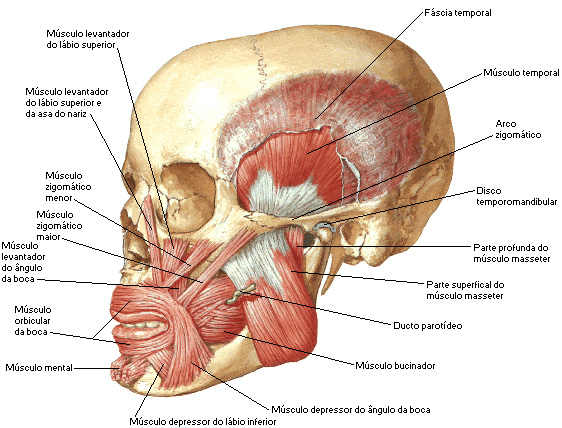 Fáscia temporal
Músculo levantador
do lábio superior
Músculo temporal
Músculo levantador
do lábio superior e
da asa do nariz
Arco
zigomático
Músculo
zigomático
menor
Disco
temporomandibular
Músculo
zigomático
maior
Músculo
levantador
do ângulo
da boca
Parte profunda do
músculo masseter
Parte superfical do
músculo masseter
Músculo
orbicular
da boca
Ducto parotídeo
Músculo mental
Músculo bucinador
Músculo depressor do ângulo da boca
Músculo depressor do lábio inferior